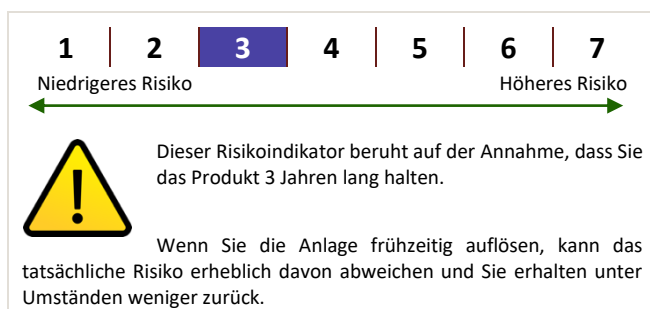 1 2 3 4 5 6 7
Niedrigeres Risiko Höheres Risiko
Dieser Risikoindikator beruht auf der Annahme, dass Sie
das Produkt 3 Jahren lang halten.
Wenn Sie die Anlage frühzeitig auflösen, kann das
tatsächliche Risiko erheblich davon abweichen und Sie erhalten unter
Umständen weniger zurück.